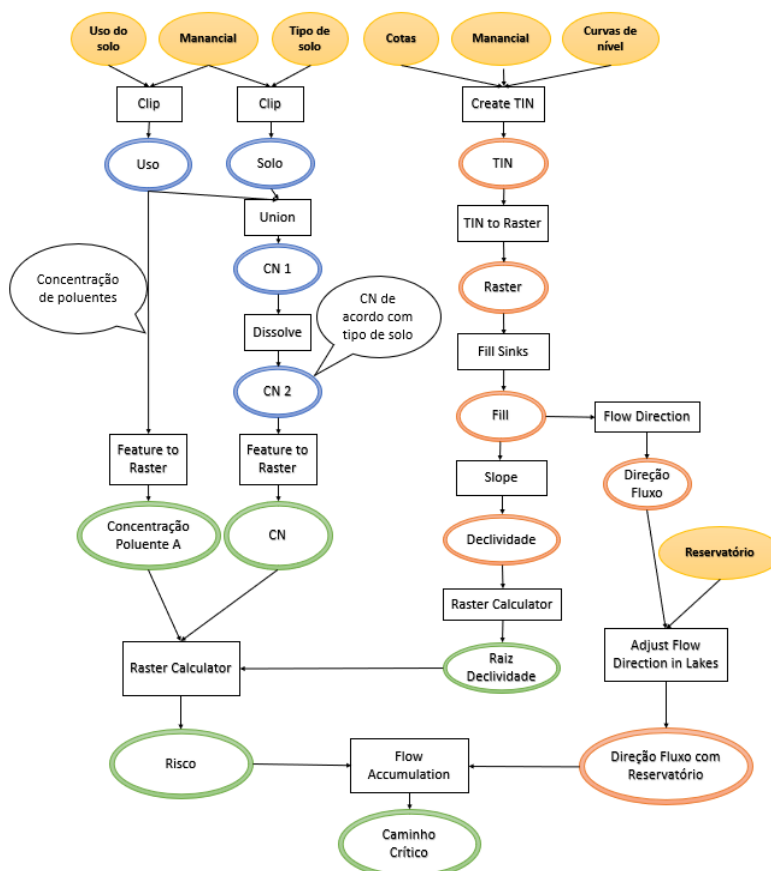 Uso do
solo
Manancial
Tipo de
solo
Cotas
Manancial
Curvas de
nível
Clip
Clip
Create TIN
Uso
Solo
TIN
Union
TIN to Raster
CN 1
Concentração
de poluentes
Raster
CN de
acordo com
tipo de solo
Dissolve
Fill Sinks
CN 2
Fill
Flow Direction
Feature to
Raster
Feature to
Raster
Slope
Direção
Fluxo
Concentração
Poluente A
CN
Declividade
Reservatório
Raster Calculator
Raster Calculator
Raiz
Declividade
Adjust Flow
Direction in Lakes
Risco
Flow
Accumulation
Direção Fluxo com
Reservatório
Caminho
Crítico